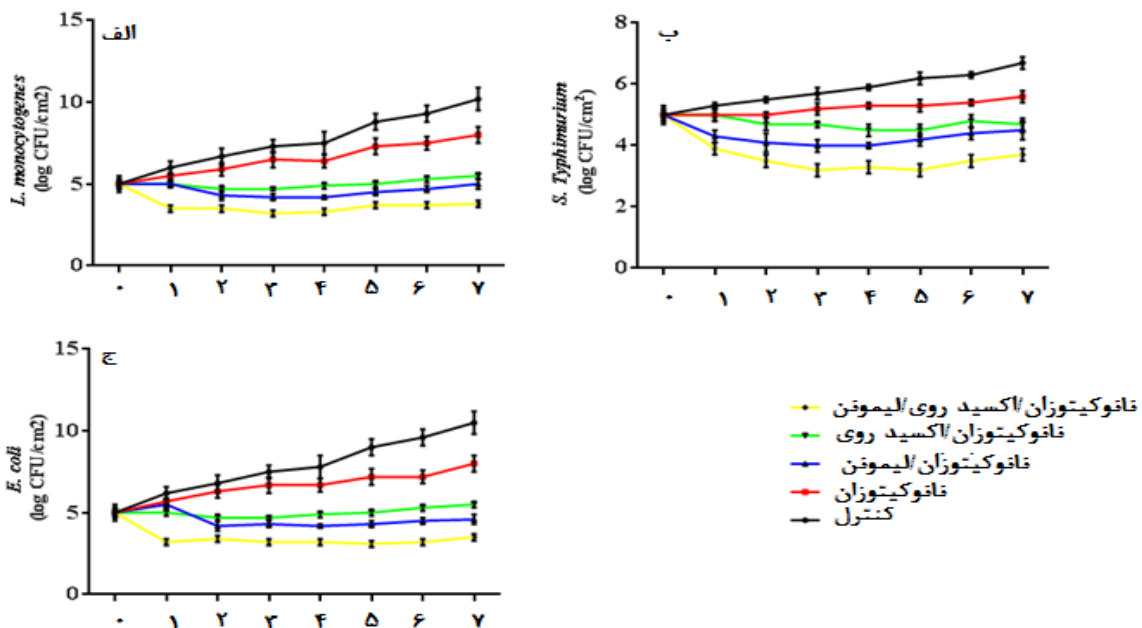 الف
15
10
5
0
L. monocytogenes
(log CFU/cm2)
۰ ۱ ۲ ۳ ۴ ۵ ۶ ۷
ب
8
6
4
2
0
S. Typhimurium
(log CFU/cm²)
۰ ۱ ۲ ۳ ۴ ۵ ۶ ۷
ج
15
10
5
0
E. coli
(log CFU/cm2)
۰ ۱ ۲ ۳ ۴ ۵ ۶ ۷
نانوکیتوزان/اکسید روی/لیمونن
نانوکیتوزان/اکسید روی
نانوکیتوزان/لیمونن
نانوکیتوزان
کنترل